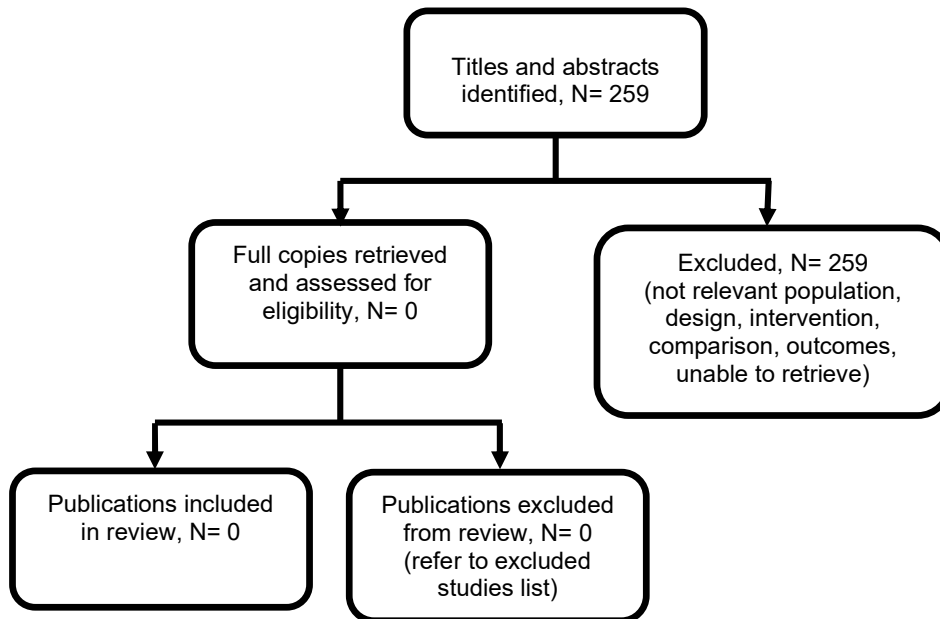 Titles and abstracts
identified, N= 259
Full copies retrieved
and assessed for
eligibility, N= 0
Excluded, N= 259
(not relevant population,
design, intervention,
comparison, outcomes,
unable to retrieve)
Publications included
in review, N= 0
Publications excluded
from review, N= 0
(refer to excluded
studies list)